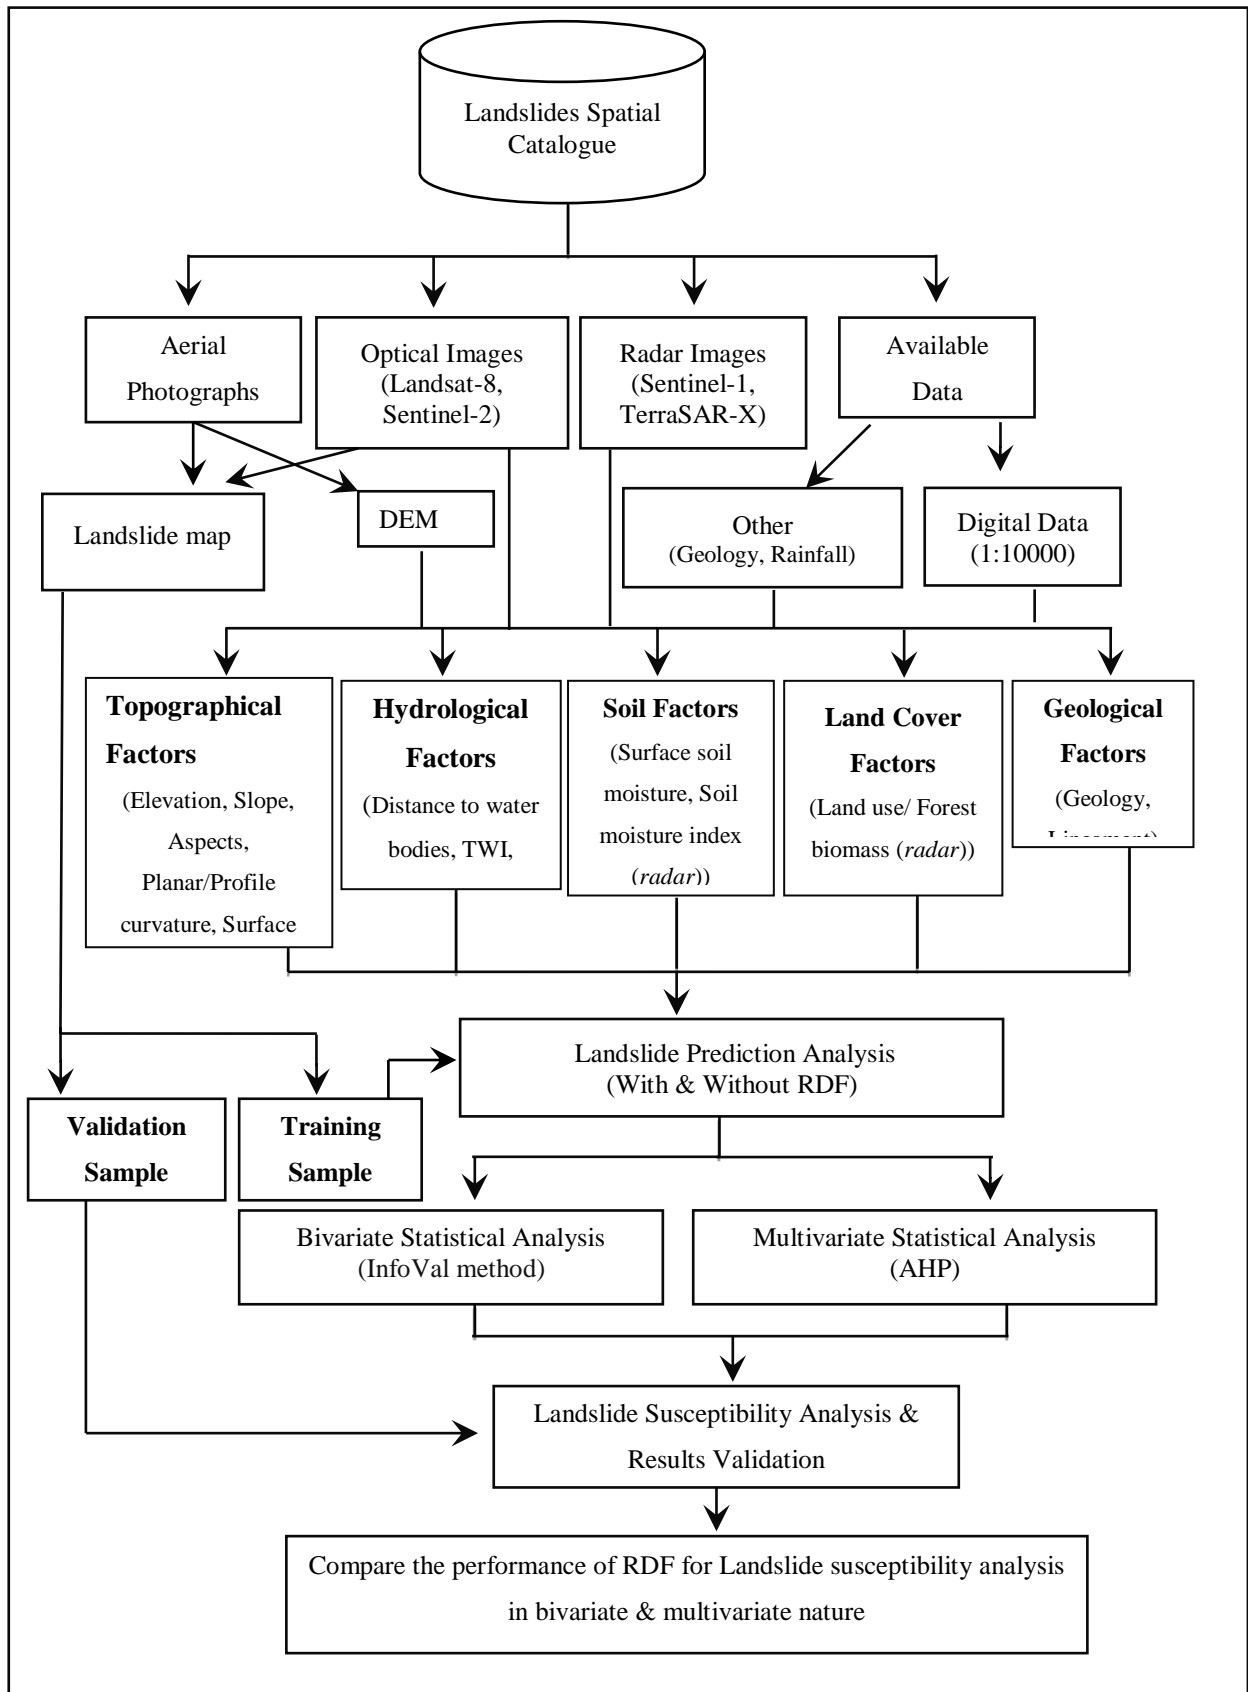 Landslides Spatial
Catalogue
Aerial
Photographs
Optical Images
(Landsat-8,
Sentinel-2)
Radar Images
(Sentinel-1,
TerraSAR-X)
Available
Data
Landslide map
DEM
Other
(Geology, Rainfall)
Digital Data
(1:10000)
Topographical
Factors
(Elevation, Slope,
Aspects,
Planar/Profile
curvature, Surface
Hydrological
Factors
(Distance to water
bodies, TWI,
Soil Factors
(Surface soil
moisture, Soil
moisture index
(radar))
Land Cover
Factors
(Land use/ Forest
biomass (radar))
Geological
Factors
(Geology,
Landslide Prediction Analysis
(With & Without RDF)
Validation
Sample
Training
Sample
Bivariate Statistical Analysis
(InfoVal method)
Multivariate Statistical Analysis
(AHP)
Landslide Susceptibility Analysis &
Results Validation
Compare the performance of RDF for Landslide susceptibility analysis
in bivariate & multivariate nature